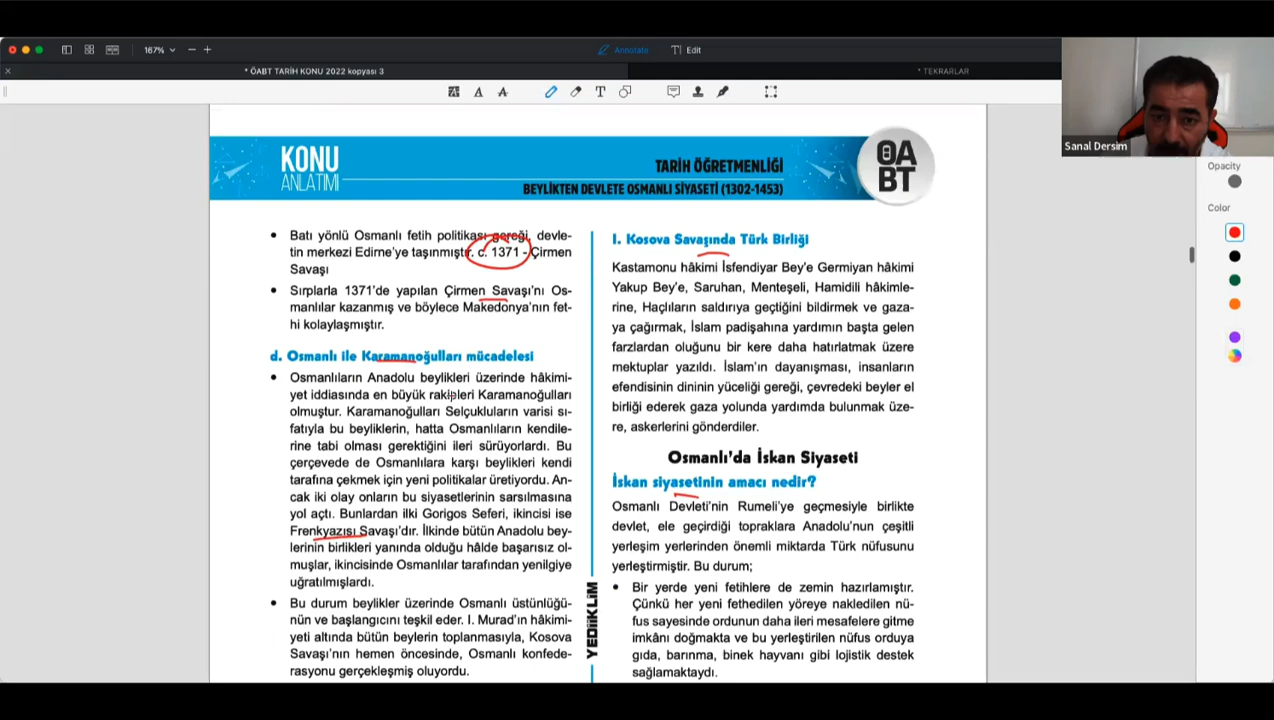 167%
Annotate
Edit
* ÖABT TARİH KONU 2022 kopyası 3
* TEKRARLAR
Sanal Dersim
Opacity
Color
KONU
ANLATIMI
TARİH ÖĞRETMENLİĞİ
BEYLİKTEN DEVLETE OSMANLI SİYASETİ (1302-1453)
ÖA
BT
Batı yönlü Osmanlı fetih politikası gereği, devle-
tin merkezi Edirne'ye taşınmıştır. c. 1371 - Çirmen
Savaşı
Sırplarla 1371'de yapılan Çirmen Savaşı'nı Os-
manlılar kazanmış ve böylece Makedonya'nın fet-
hi kolaylaşmıştır.
d. Osmanlı ile Karamanoğulları mücadelesi
Osmanlıların Anadolu beylikleri üzerinde hâkimi-
yet iddiasında en büyük rakipleri Karamanoğulları
olmuştur. Karamanoğulları Selçukluların varisi sı-
fatıyla bu beyliklerin, hatta Osmanlıların kendile-
rine tabi olması gerektiğini ileri sürüyorlardı. Bu
çerçevede de Osmanlılara karşı beylikleri kendi
tarafına çekmek için yeni politikalar üretiyordu. An-
cak iki olay onların bu siyasetlerinin sarsılmasına
yol açtı. Bunlardan ilki Gorigos Seferi, ikincisi ise
Frenkyazısı Savaşı'dır. İlkinde bütün Anadolu bey-
lerinin birlikleri yanında olduğu hâlde başarısız ol-
muşlar, ikincisinde Osmanlılar tarafından yenilgiye
uğratılmışlardı.
Bu durum beylikler üzerinde Osmanlı üstünlüğü-
nün ve başlangıcını teşkil eder. I. Murad'ın hâkimi-
yeti altında bütün beylerin toplanmasıyla, Kosova
Savaşı'nın hemen öncesinde, Osmanlı konfede-
rasyonu gerçekleşmiş oluyordu.
YEDİİKLİM
I. Kosova Savaşında Türk Birliği
Kastamonu hâkimi İsfendiyar Bey'e Germiyan hâkimi
Yakup Bey'e, Saruhan, Menteşeli, Hamidili hâkimle-
rine, Haçlıların saldırıya geçtiğini bildirmek ve gaza-
ya çağırmak, İslam padişahına yardımın başta gelen
farzlardan oluğunu bir kere daha hatırlatmak üzere
mektuplar yazıldı. İslam'ın dayanışması, insanların
efendisinin dininin yüceliği gereği, çevredeki beyler el
birliği ederek gaza yolunda yardımda bulunmak üze-
re, askerlerini gönderdiler.
Osmanlı'da İskan Siyaseti
İskan siyasetinin amacı nedir?
Osmanlı Devleti'nin Rumeli'ye geçmesiyle birlikte
devlet, ele geçirdiği topraklara Anadolu'nun çeşitli
yerleşim yerlerinden önemli miktarda Türk nüfusunu
yerleştirmiştir. Bu durum;
Bir yerde yeni fetihlere de zemin hazırlamıştır.
Çünkü her yeni fethedilen yöreye nakledilen nü-
fus sayesinde ordunun daha ileri mesafelere gitme
imkânı doğmakta ve bu yerleştirilen nüfus orduya
gıda, barınma, binek hayvanı gibi lojistik destek
sağlamaktaydı.